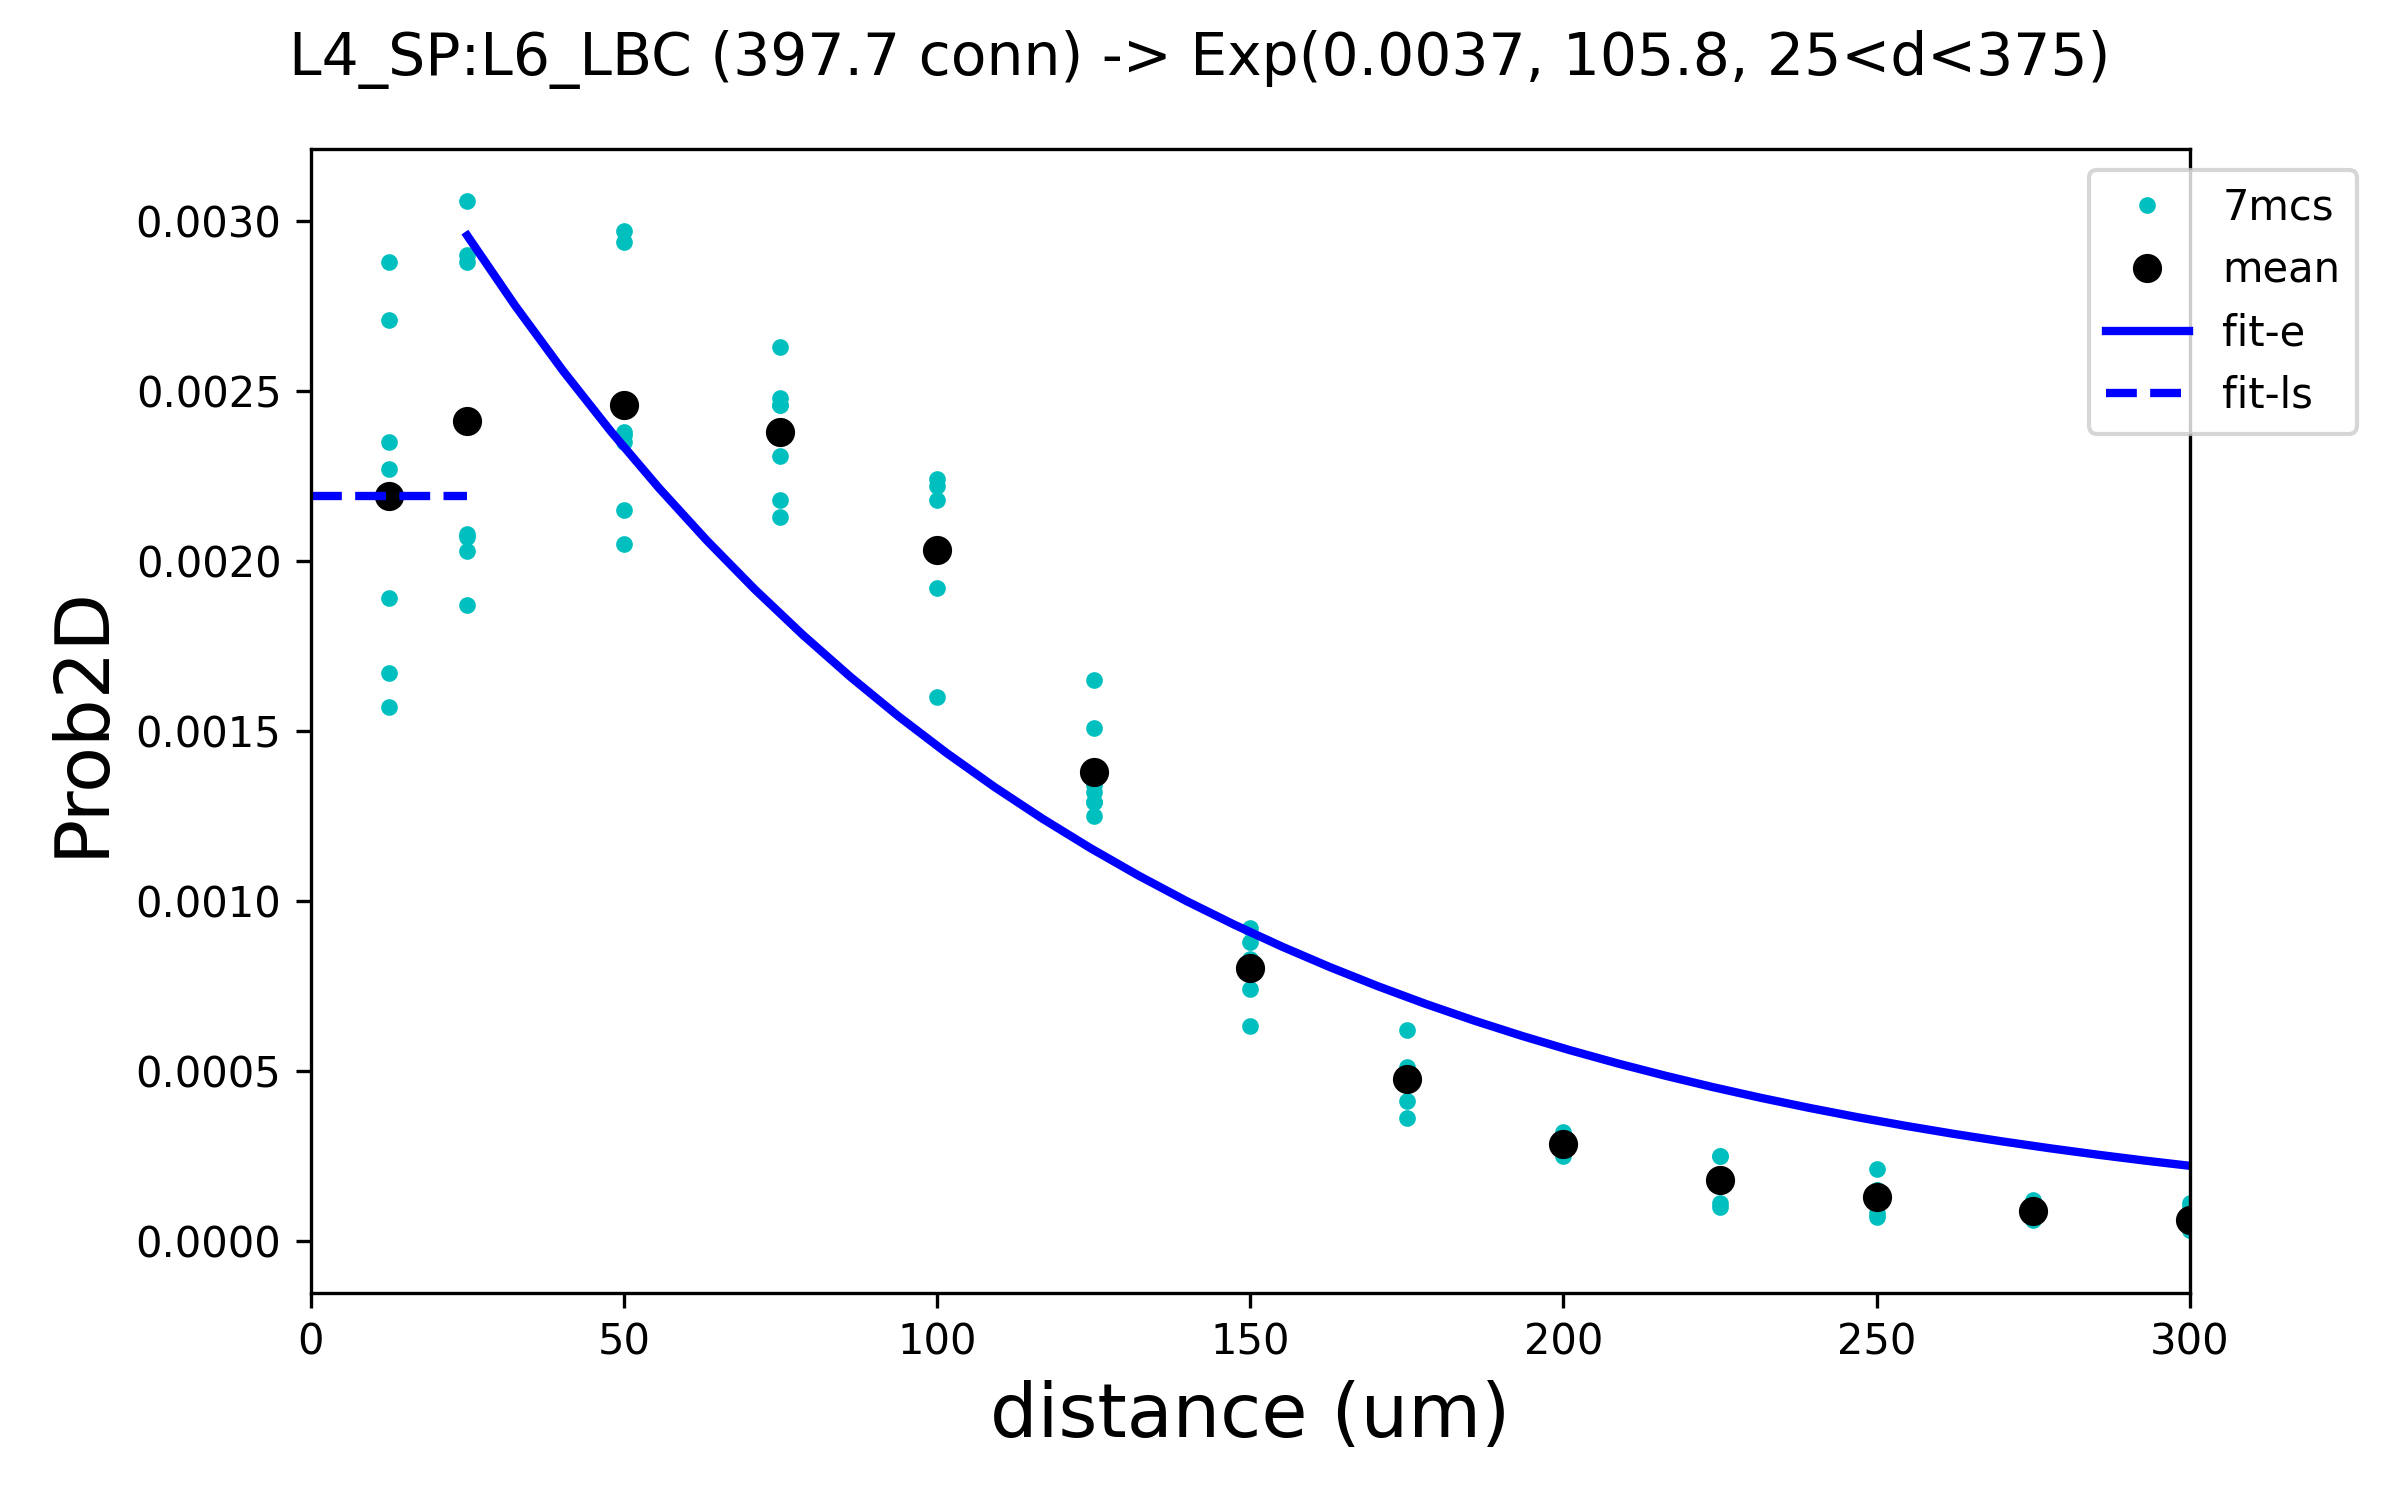 L4_SP:L6_LBC (397.7 conn) -> Exp(0.0037, 105.8, 25<d<375)
7mcs
mean
fit-e
fit-ls
Prob2D
0.0030
0.0025
0.0020
0.0015
0.0010
0.0005
0.0000
0 50 100 150 200 250 300
distance (um)